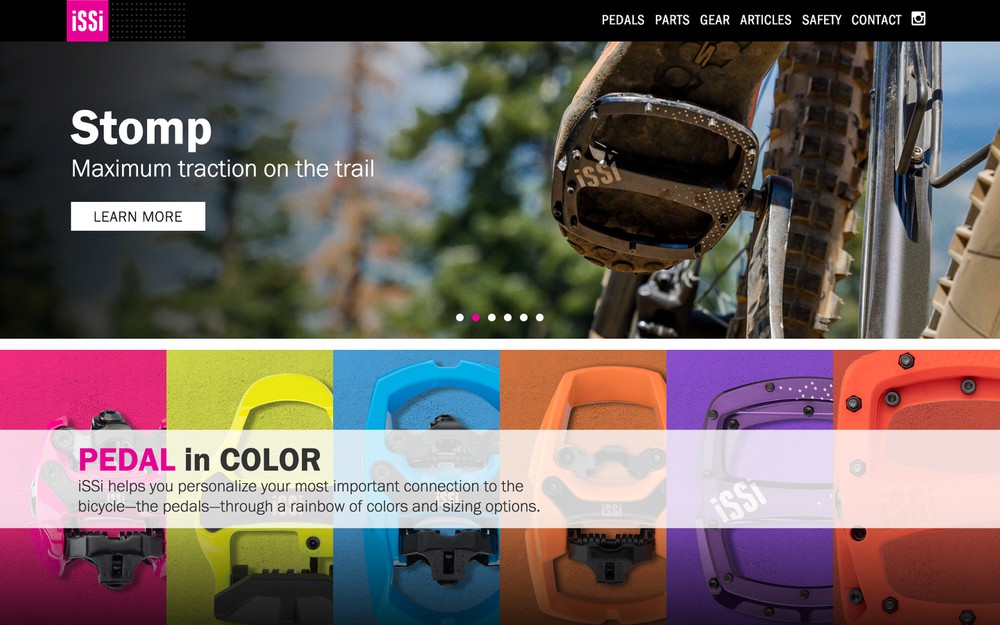 iSSi
PEDALS PARTS GEAR ARTICLES SAFETY CONTACT
Stomp
Maximum traction on the trail
LEARN MORE
iSSi
PEDAL in COLOR
iSSi helps you personalize your most important connection to the
bicycle—the pedals—through a rainbow of colors and sizing options.
iSSi
iSSi
iSSi